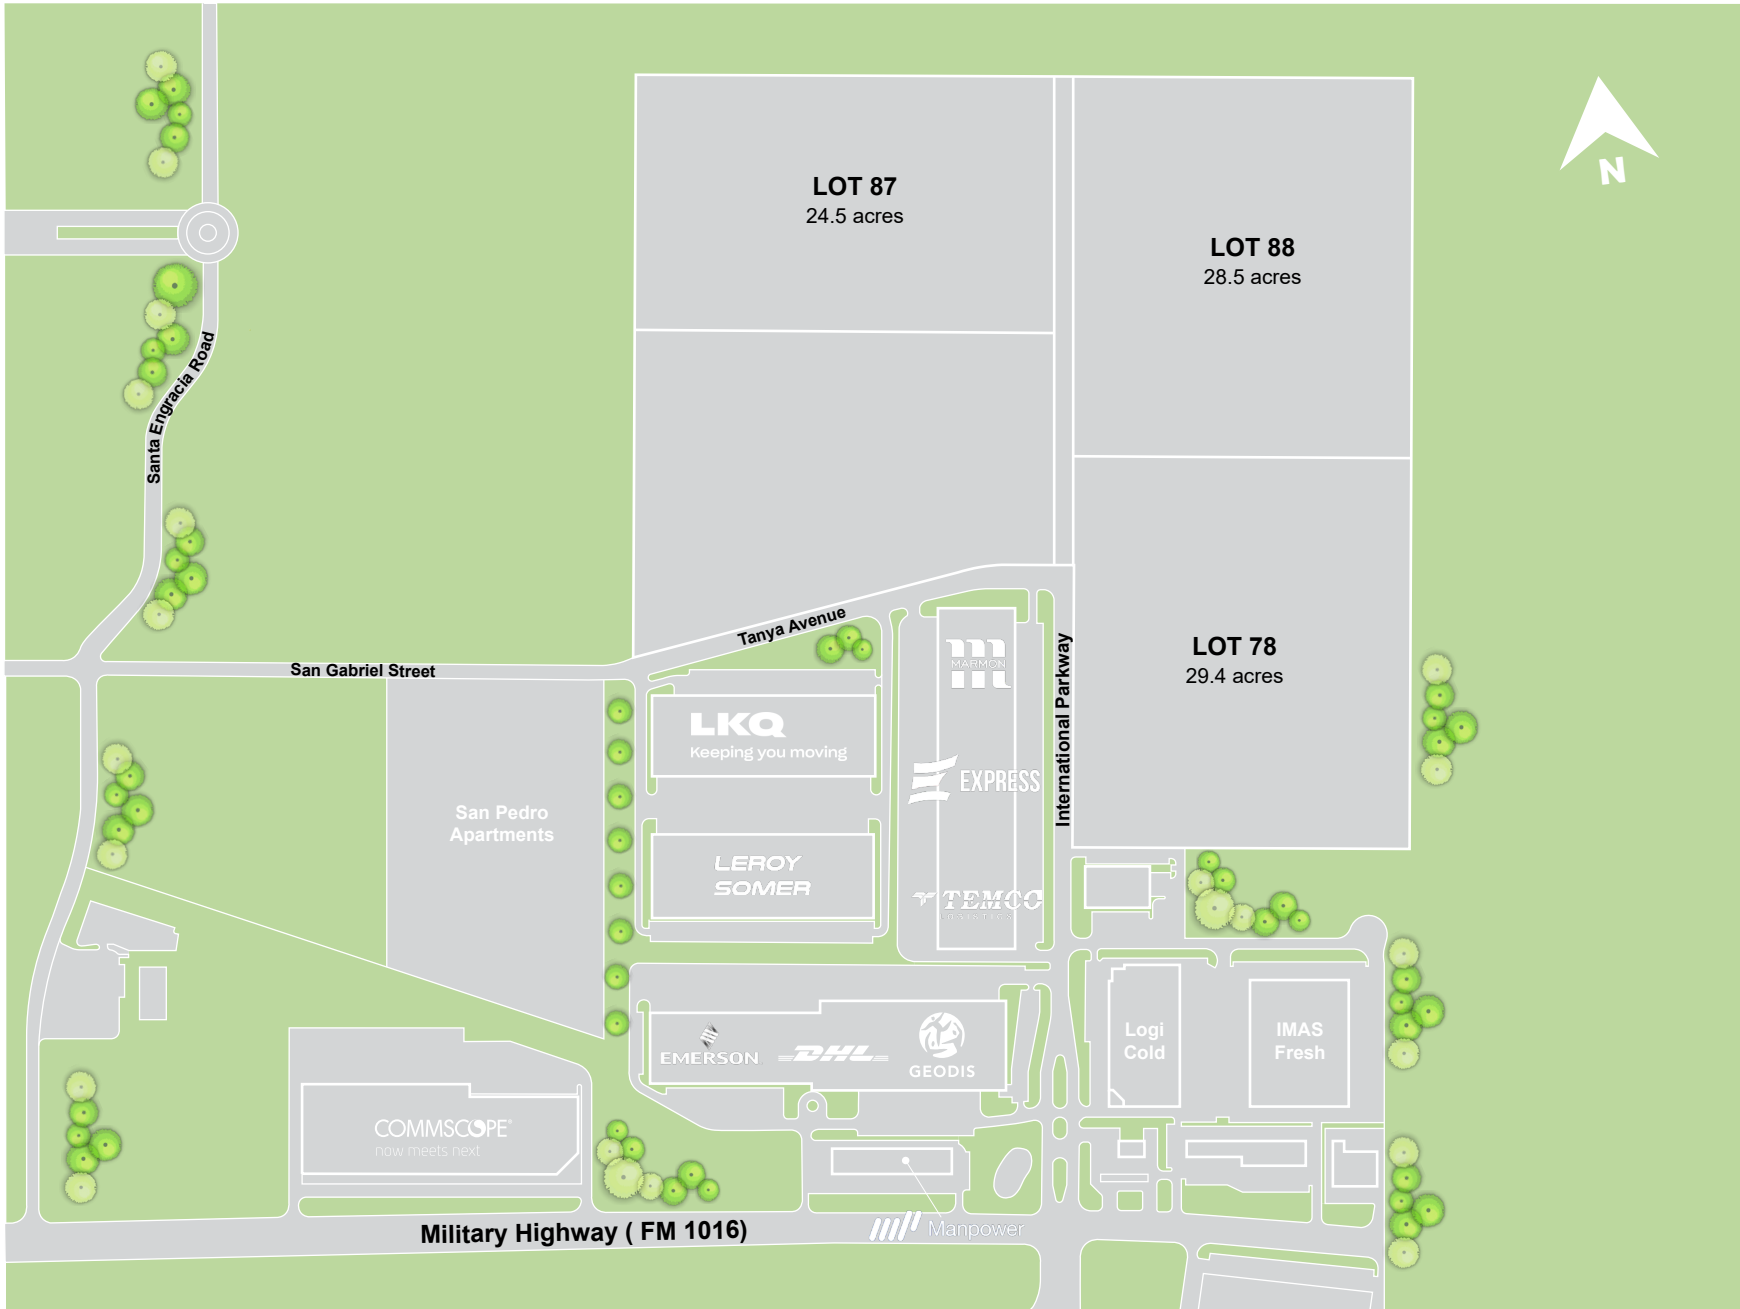 LOT 87
24.5 acres
N
LOT 88
28.5 acres
Santa Engracia Road
Tanya Avenue
San Gabriel Street
International Parkway
LOT 78
29.4 acres
MARMON
LKQ
Keeping you moving
EXPRESS
San Pedro
Apartments
LEROY
SOMER
TEMCO
LOGISTICS
EMERSON
DHL
GEODIS
Logi
Cold
IMAS
Fresh
COMMSCOPE®
now meets next
Military Highway ( FM 1016)
Manpower